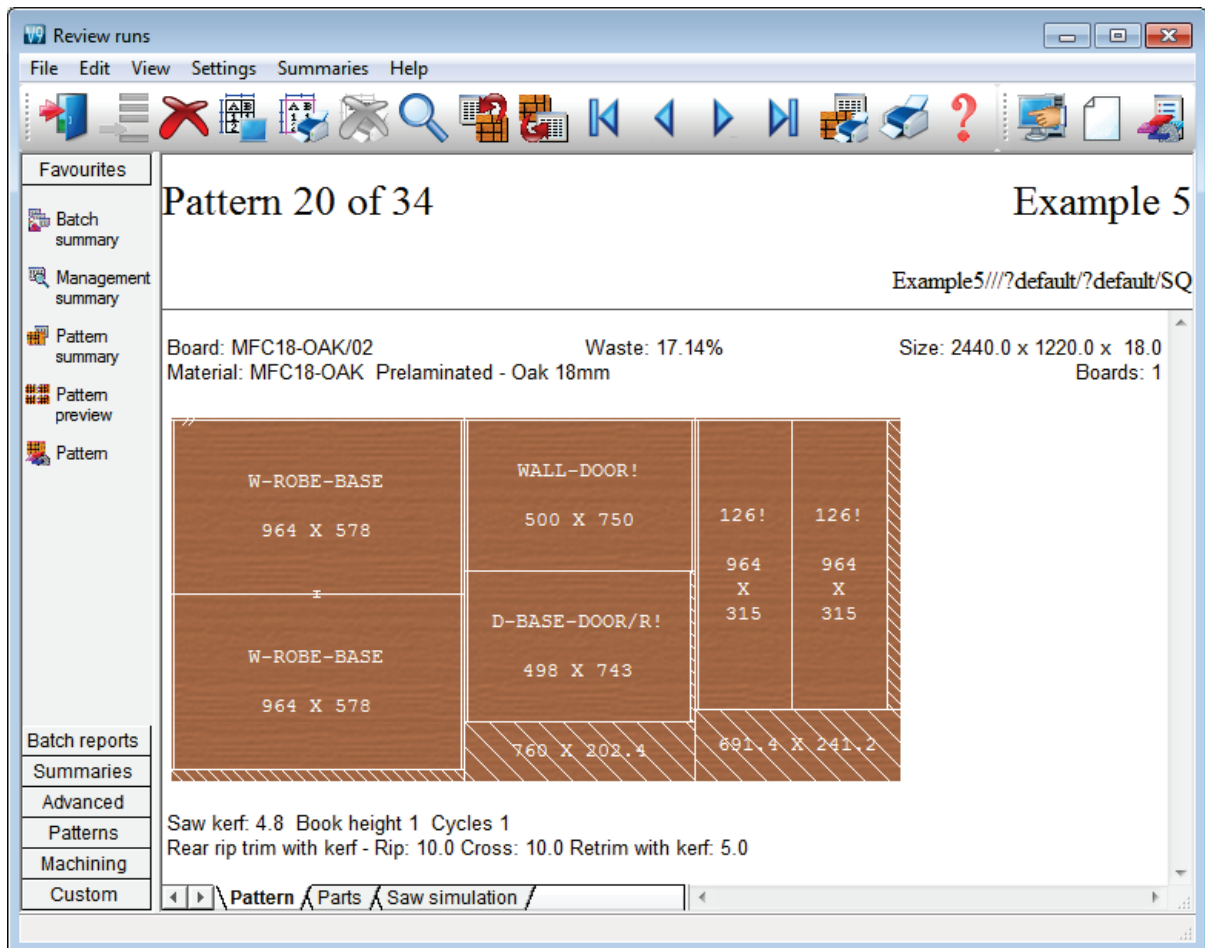 V9 Review runs
File Edit View Settings Summaries Help
Favourites
Batch summary
Management summary
Pattern summary
Pattern preview
Pattern
Batch reports
Summaries
Advanced
Patterns
Machining
Custom
Pattern 20 of 34 Example 5
Example5///?default/?default/SQ
Board: MFC18-OAK/02 Waste: 17.14% Size: 2440.0 x 1220.0 x 18.0
Material: MFC18-OAK Prelaminated - Oak 18mm Boards: 1
W-ROBE-BASE
964 X 578
W-ROBE-BASE
964 X 578
WALL-DOOR!
500 X 750
D-BASE-DOOR/R!
498 X 743
760 X 202.4
126!
964
X
315
126!
964
X
315
691.4 X 241.2
Saw kerf: 4.8 Book height 1 Cycles 1
Rear rip trim with kerf - Rip: 10.0 Cross: 10.0 Retrim with kerf: 5.0
Pattern Parts Saw simulation